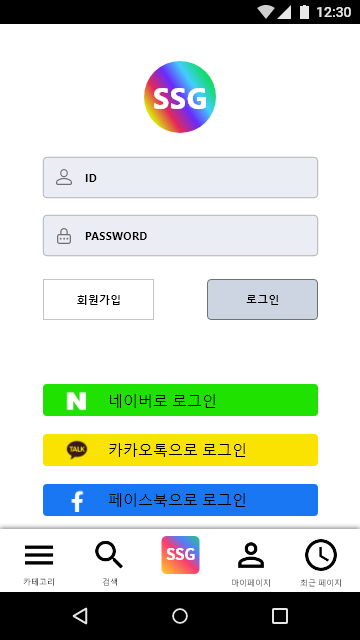 12:30
SSG
ID
PASSWORD
회원가입
로그인
N
네이버로 로그인
TALK
카카오톡으로 로그인
f
페이스북으로 로그인
SSG
카테고리
검색
마이페이지
최근 페이지